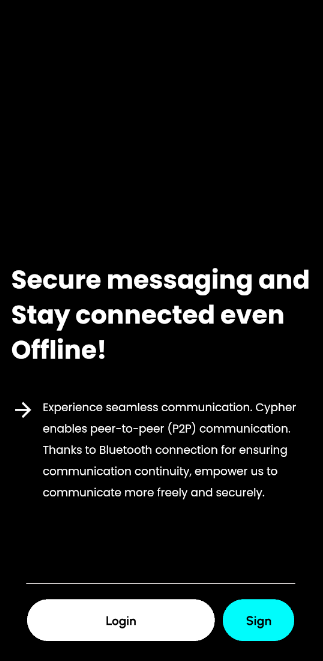 Secure messaging and
Stay connected even
Offline!
Experience seamless communication. Cypher
enables peer-to-peer (P2P) communication.
Thanks to Bluetooth connection for ensuring
communication continuity, empower us to
communicate more freely and securely.
Login
Sign